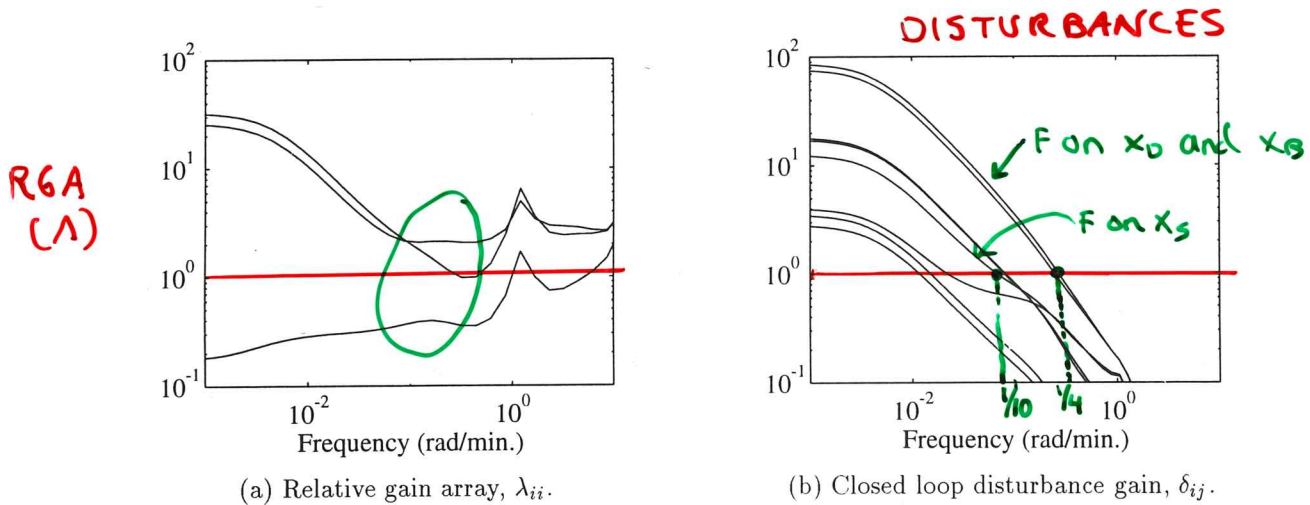 DISTURBANCES
RGA
(Λ)
10^2
10^1
10^0
10^-1
10^-2
10^0
Frequency (rad/min.)
(a) Relative gain array, λ_ii.
10^2
10^1
10^0
10^-1
F on x_D and x_B
F on x_S
1/10
1/4
10^-2
10^0
Frequency (rad/min.)
(b) Closed loop disturbance gain, δ_ij.